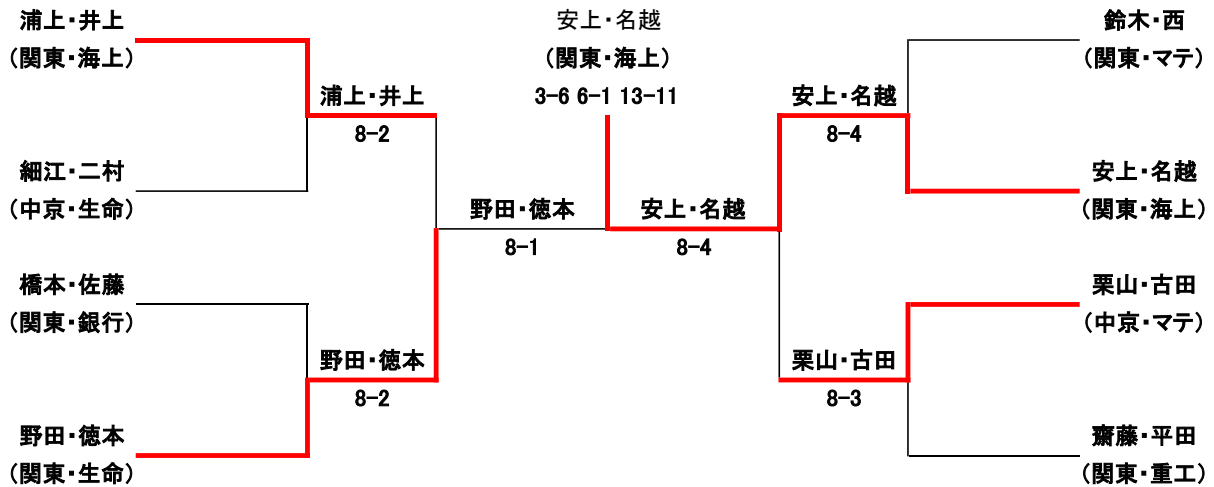 浦上・井上
(関東・海上)
安上・名越
(関東・海上)
3-6 6-1 13-11
鈴木・西
(関東・マテ)
浦上・井上
8-2
安上・名越
8-4
細江・二村
(中京・生命)
安上・名越
(関東・海上)
野田・徳本
8-1
安上・名越
8-4
橋本・佐藤
(関東・銀行)
栗山・古田
(中京・マテ)
野田・徳本
8-2
栗山・古田
8-3
野田・徳本
(関東・生命)
齋藤・平田
(関東・重工)